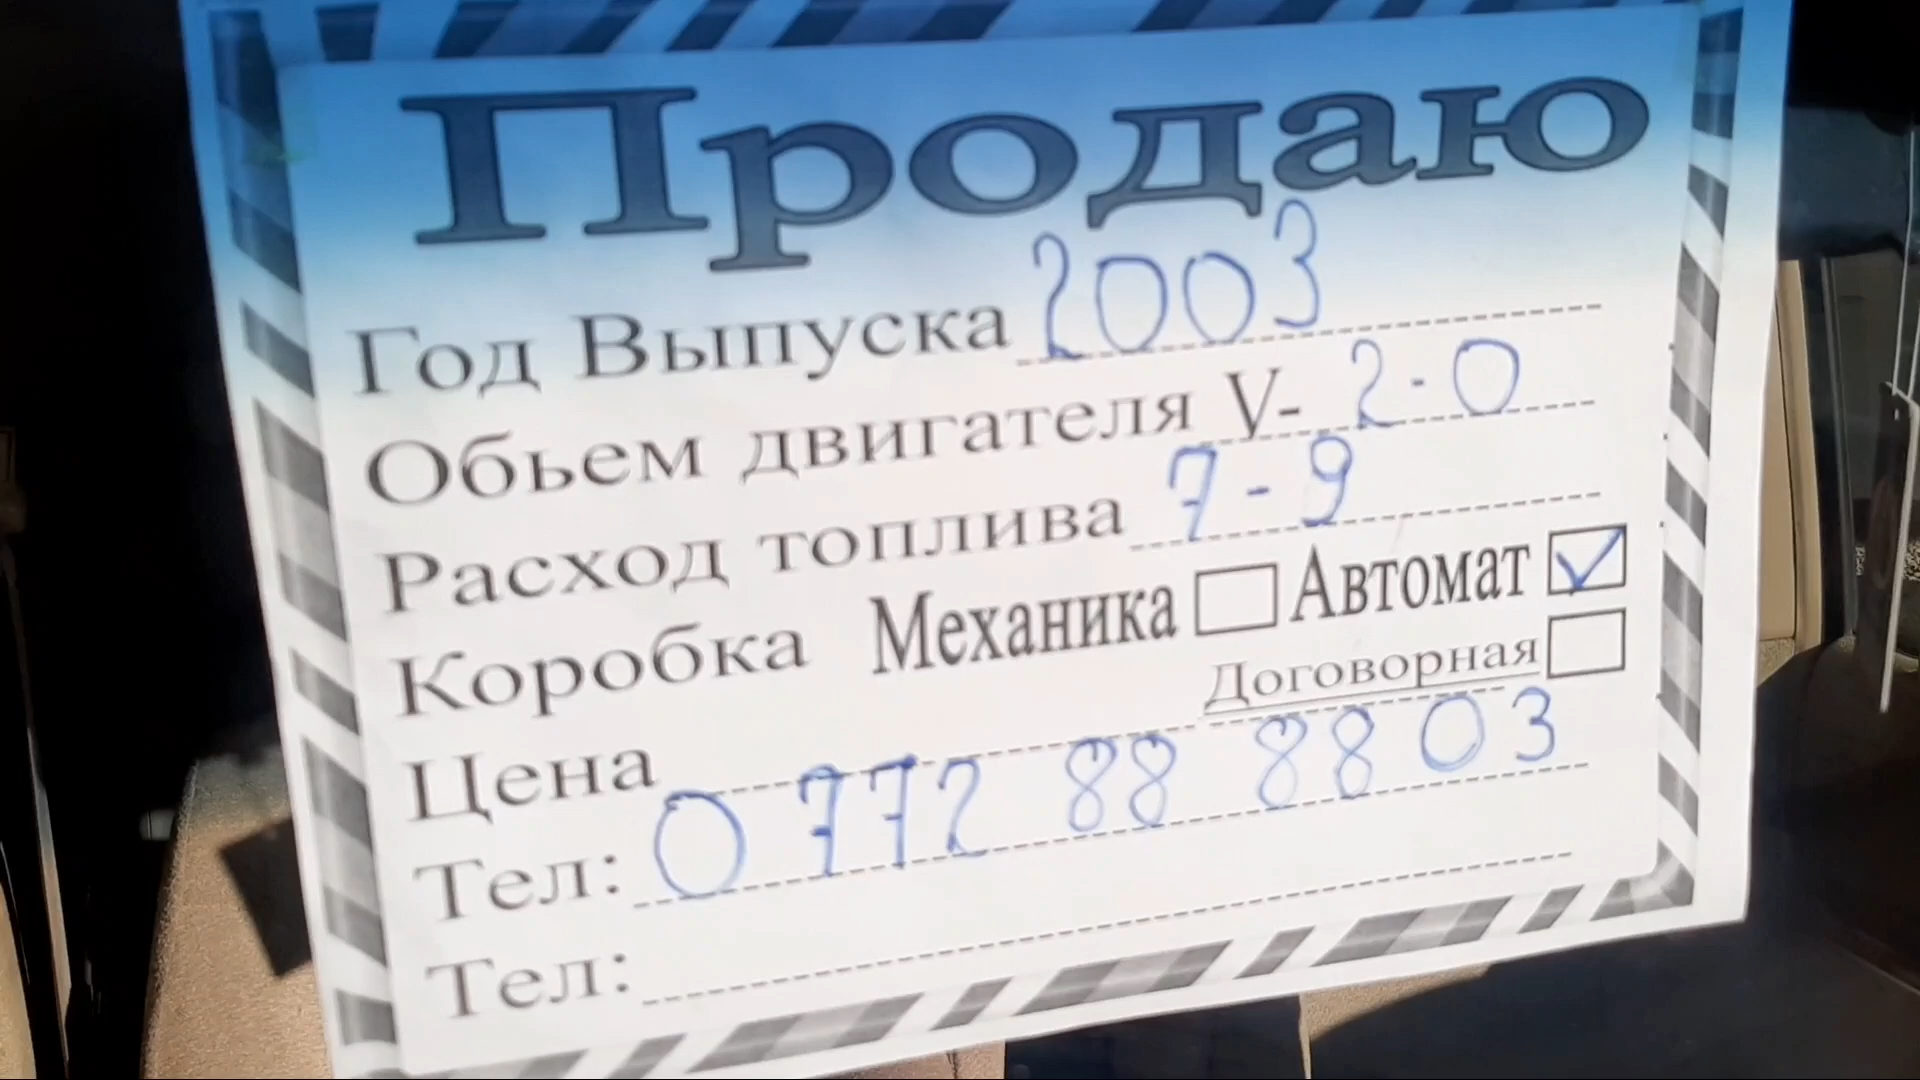 Продаю
Год Выпуска 2003
Обьем двигателя V- 2-0
Расход топлива 7-9
Коробка Механика Автомат
Договорная
Цена
Тел: 0 772 88 88 03
Тел: